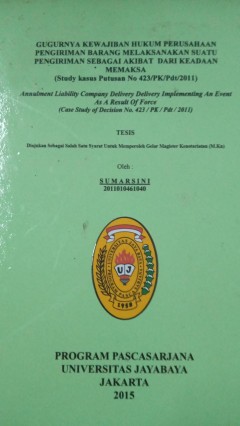 GUGURNYA KEWAJIBAN HUKUM PERUSAHAAN
PENGIRIMAN BARANG MELAKSANAKAN SUATU
PENGIRIMAN SEBAGAI AKIBAT DARI KEADAAN
MEMAKSA
(Study kasus Putusan No 423/PK/Pdt/2011)
Annulment Liability Company Delivery Delivery Implementing An Event
As A Result Of Force
(Case Study of Decision No. 423 / PK / Pdt / 2011)
TESIS
Diajukan Sebagai Salah Satu Syarat Untuk Memperoleh Gelar Magister Kenotariatan (M.Kn)
Oleh :
SUMARSINI
2011010461040
UJ
1958
PROGRAM PASCASARJANA
UNIVERSITAS JAYABAYA
JAKARTA
2015